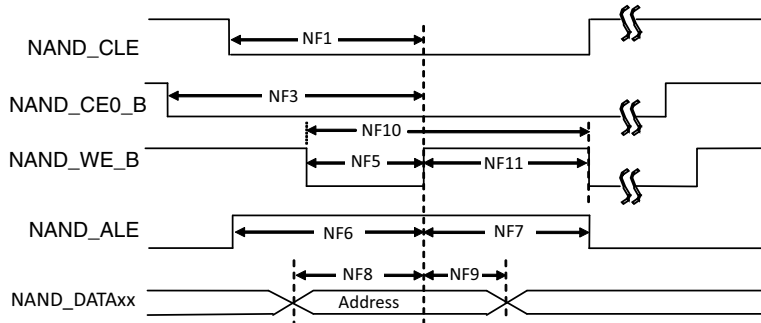 NAND_CLE
NF1
NAND_CE0_B
NF3
NF10
NAND_WE_B
NF5
NF11
NAND_ALE
NF6
NF7
NF8
NF9
NAND_DATAxx
Address